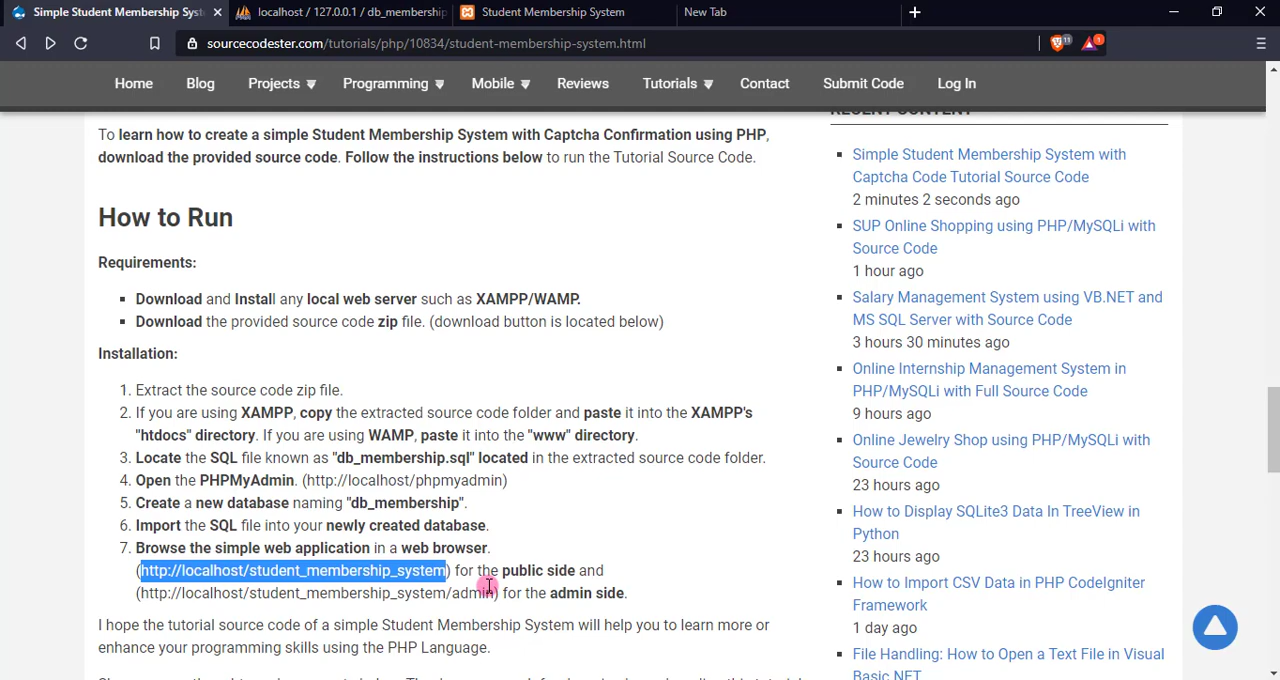 Simple Student Membership Syst
localhost / 127.0.0.1 / db_membership
Student Membership System
New Tab
sourcecodester.com/tutorials/php/10834/student-membership-system.html
11
1
Home
Blog
Projects
Programming
Mobile
Reviews
Tutorials
Contact
Submit Code
Log In
To learn how to create a simple Student Membership System with Captcha Confirmation using PHP,
download the provided source code. Follow the instructions below to run the Tutorial Source Code.
How to Run
Requirements:
Download and Install any local web server such as XAMPP/WAMP.
Download the provided source code zip file. (download button is located below)
Installation:
1. Extract the source code zip file.
2. If you are using XAMPP, copy the extracted source code folder and paste it into the XAMPP's
"htdocs" directory. If you are using WAMP, paste it into the "www" directory.
3. Locate the SQL file known as "db_membership.sql" located in the extracted source code folder.
4. Open the PHPMyAdmin. (http://localhost/phpmyadmin)
5. Create a new database naming "db_membership".
6. Import the SQL file into your newly created database.
7. Browse the simple web application in a web browser.
(http://localhost/student_membership_system) for the public side and
(http://localhost/student_membership_system/admin) for the admin side.
I hope the tutorial source code of a simple Student Membership System will help you to learn more or
enhance your programming skills using the PHP Language.
RECENT CONTENT
Simple Student Membership System with
Captcha Code Tutorial Source Code
2 minutes 2 seconds ago
SUP Online Shopping using PHP/MySQLi with
Source Code
1 hour ago
Salary Management System using VB.NET and
MS SQL Server with Source Code
3 hours 30 minutes ago
Online Internship Management System in
PHP/MySQLi with Full Source Code
9 hours ago
Online Jewelry Shop using PHP/MySQLi with
Source Code
23 hours ago
How to Display SQLite3 Data In TreeView in
Python
23 hours ago
How to Import CSV Data in PHP CodeIgniter
Framework
1 day ago
File Handling: How to Open a Text File in Visual
Basic NET